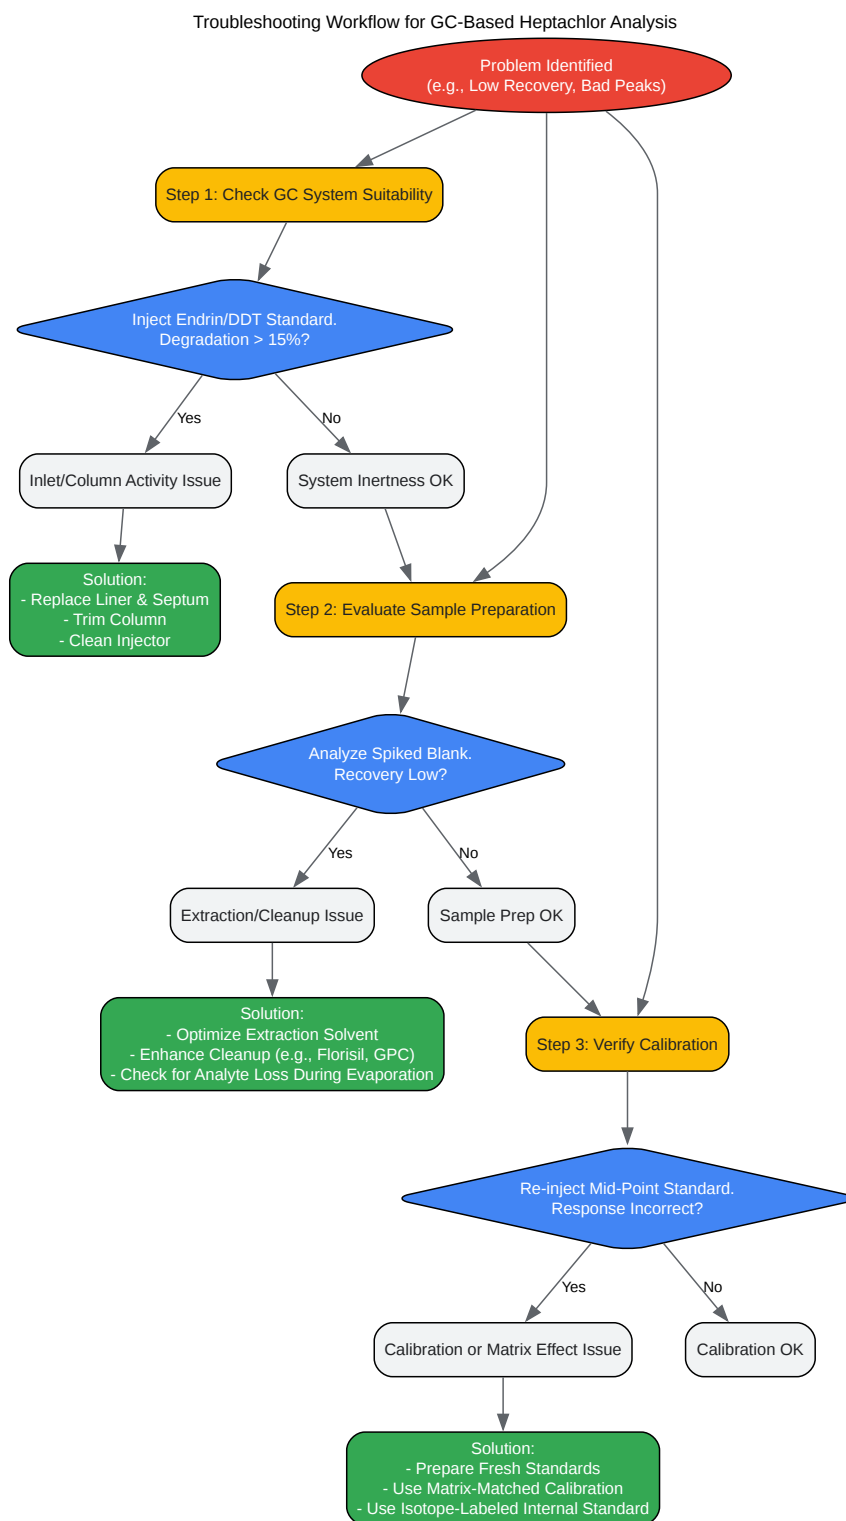 Troubleshooting Workflow for GC-Based Heptachlor Analysis
Problem Identified
(e.g., Low Recovery, Bad Peaks)
Step 1: Check GC System Suitability
Inject Endrin/DDT Standard.
Degradation > 15%?
Yes
No
Inlet/Column Activity Issue
System Inertness OK
Solution:
- Replace Liner & Septum
- Trim Column
- Clean Injector
Step 2: Evaluate Sample Preparation
Analyze Spiked Blank.
Recovery Low?
Yes
No
Extraction/Cleanup Issue
Sample Prep OK
Solution:
- Optimize Extraction Solvent
- Enhance Cleanup (e.g., Florisil, GPC)
- Check for Analyte Loss During Evaporation
Step 3: Verify Calibration
Re-inject Mid-Point Standard.
Response Incorrect?
Yes
No
Calibration or Matrix Effect Issue
Calibration OK
Solution:
- Prepare Fresh Standards
- Use Matrix-Matched Calibration
- Use Isotope-Labeled Internal Standard